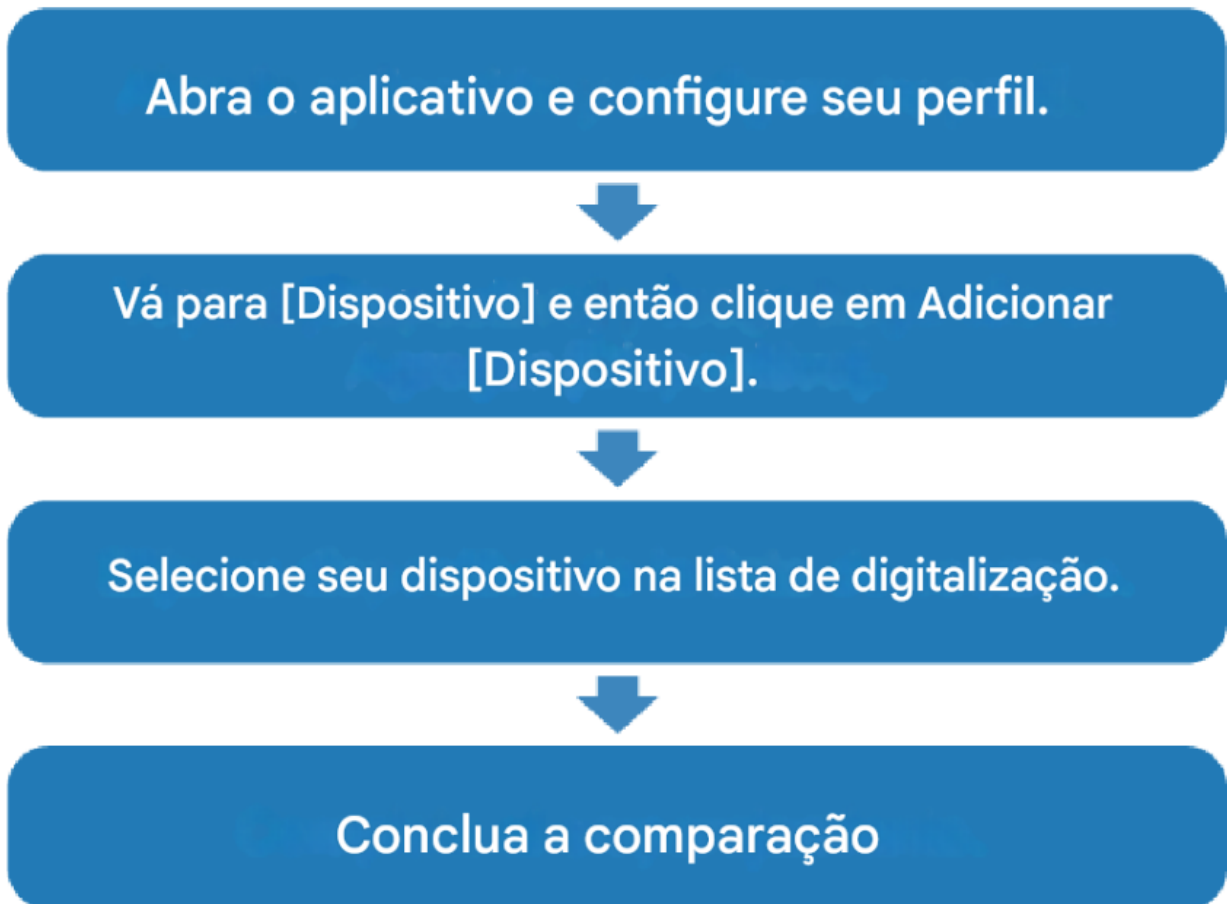 Abra o aplicativo e configure seu perfil.
Vá para [Dispositivo] e então clique em Adicionar
[Dispositivo].
Selecione seu dispositivo na lista de digitalização.
Conclua a comparação